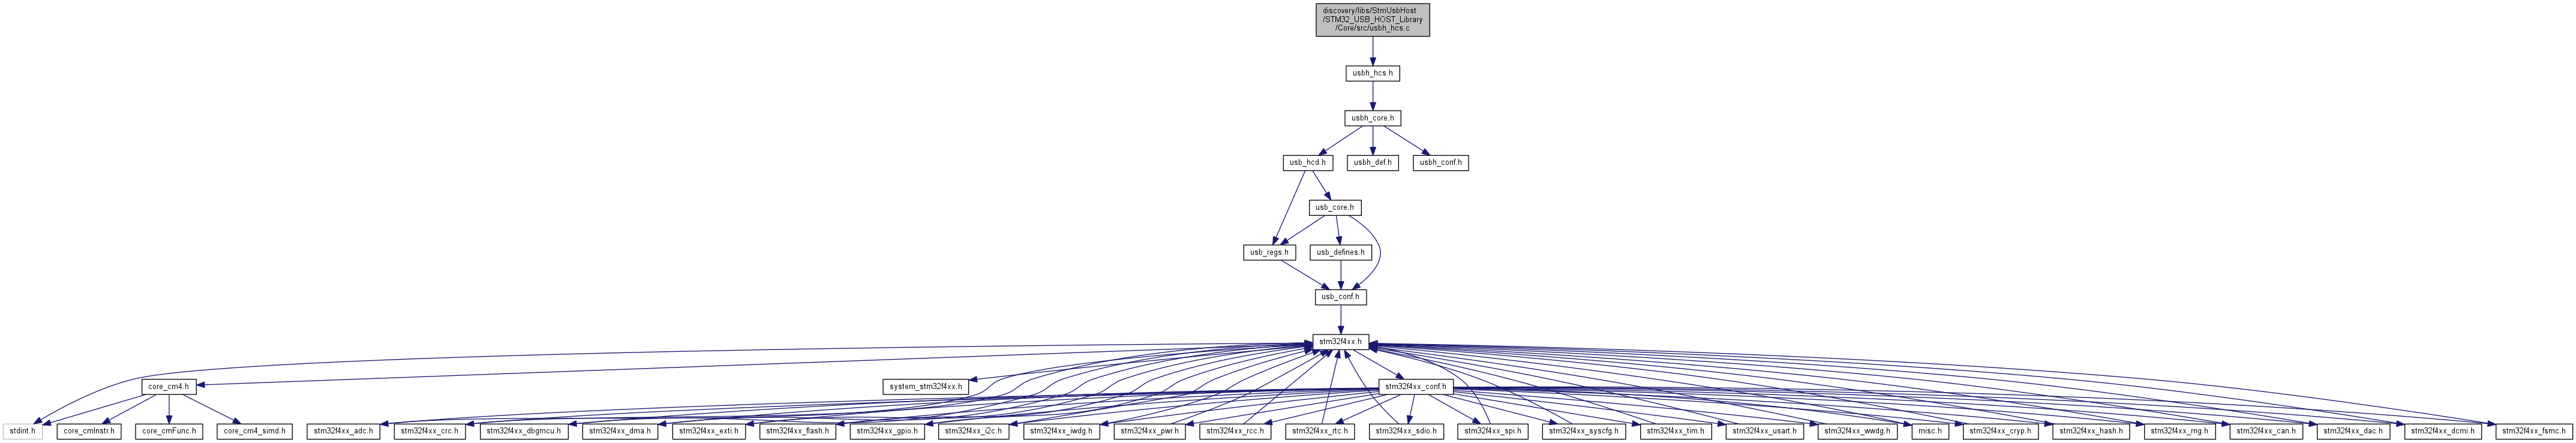 discovery/libs/StmUsbHost
/STM32_USB_HOST_Library
/Core/src/usbh_hcs.c
usbh_hcs.h
usbh_core.h
usb_hcd.h
usbh_def.h
usbh_conf.h
usb_core.h
usb_regs.h
usb_defines.h
usb_conf.h
stm32f4xx.h
core_cm4.h
system_stm32f4xx.h
stm32f4xx_conf.h
stdint.h
core_cmInstr.h
core_cmFunc.h
core_cm4_simd.h
stm32f4xx_adc.h
stm32f4xx_crc.h
stm32f4xx_dbgmcu.h
stm32f4xx_dma.h
stm32f4xx_exti.h
stm32f4xx_flash.h
stm32f4xx_gpio.h
stm32f4xx_i2c.h
stm32f4xx_iwdg.h
stm32f4xx_pwr.h
stm32f4xx_rcc.h
stm32f4xx_rtc.h
stm32f4xx_sdio.h
stm32f4xx_spi.h
stm32f4xx_syscfg.h
stm32f4xx_tim.h
stm32f4xx_usart.h
stm32f4xx_wwdg.h
misc.h
stm32f4xx_cryp.h
stm32f4xx_hash.h
stm32f4xx_rng.h
stm32f4xx_can.h
stm32f4xx_dac.h
stm32f4xx_dcmi.h
stm32f4xx_fsmc.h